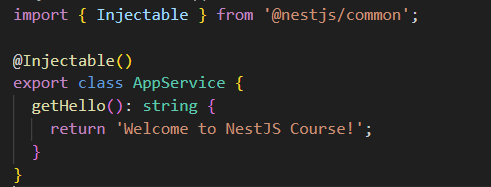 import { Injectable } from '@nestjs/common';
@Injectable()
export class AppService {
getHello(): string {
return 'Welcome to NestJS Course!';
}
}